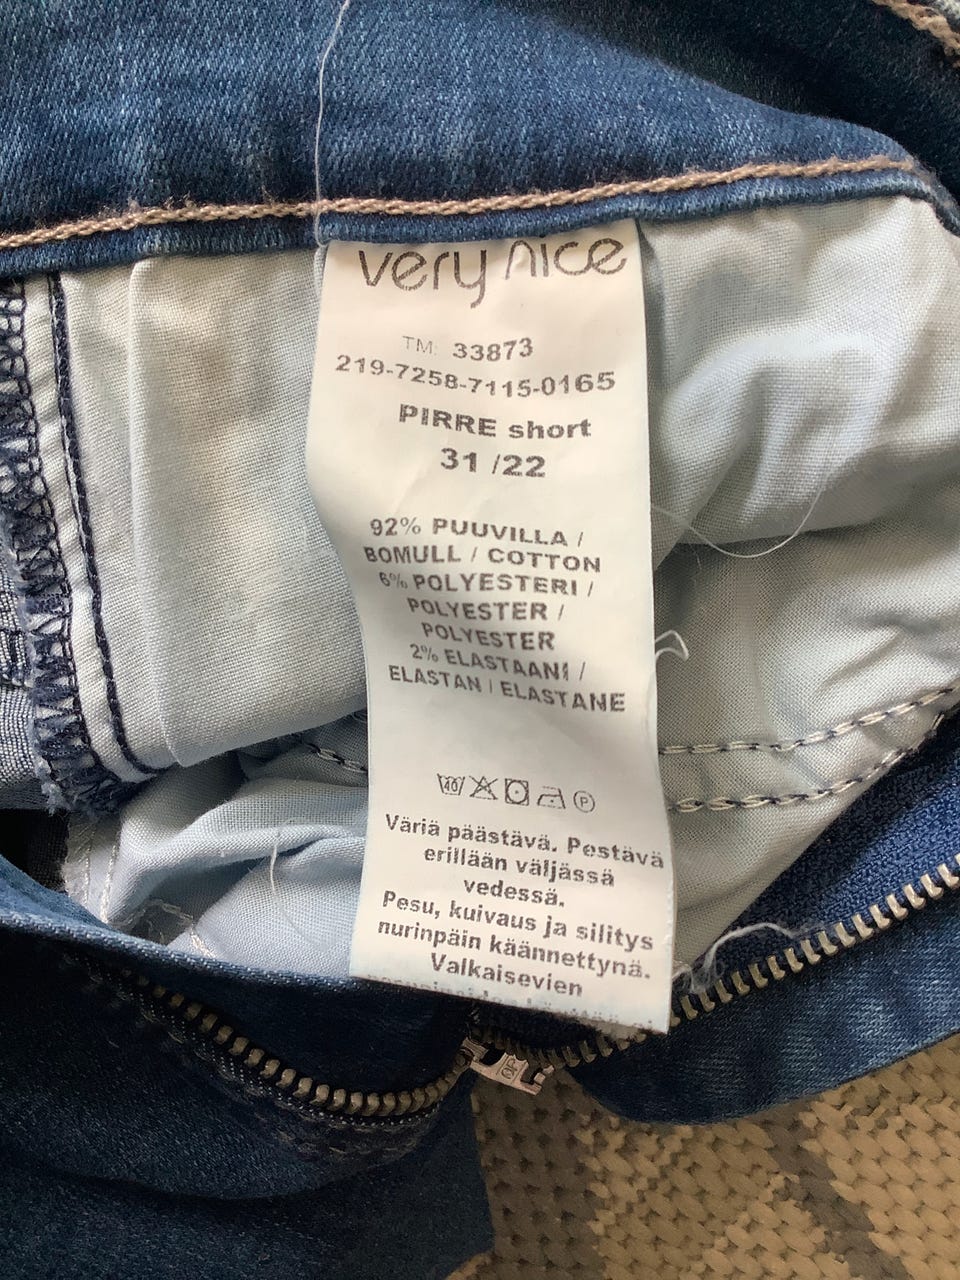 very nice
TM: 33873
219-7258-7115-0165
PIRRE short
31 /22
92% PUUVILLA /
BOMULL / COTTON
6% POLYESTERI /
POLYESTER /
POLYESTER
2% ELASTAANI /
ELASTAN / ELASTANE
40 P
Väriä päästävä. Pestävä
erillään väljässä
vedessä.
Pesu, kuivaus ja silitys
nurinpäin käännettynä.
Valkaisevien